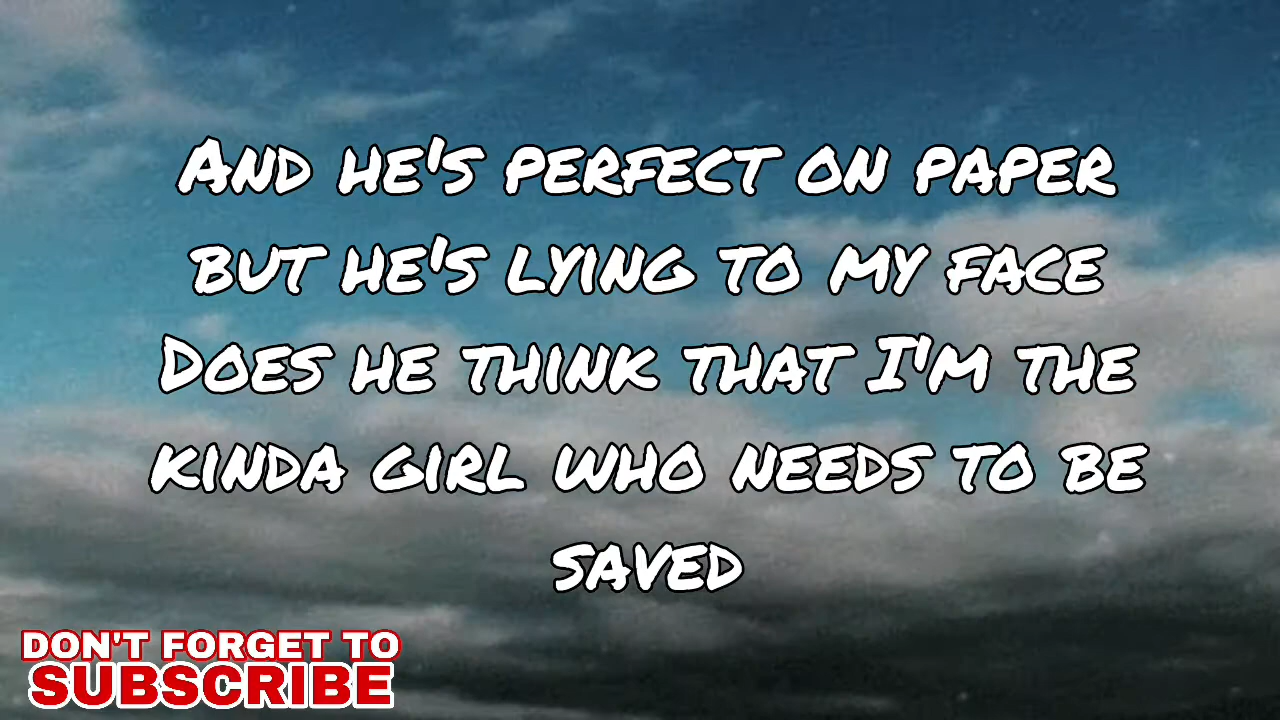 And he's perfect on paper
but he's lying to my face
Does he think that I'm the
kinda girl who needs to be
saved
DON'T FORGET TO
SUBSCRIBE